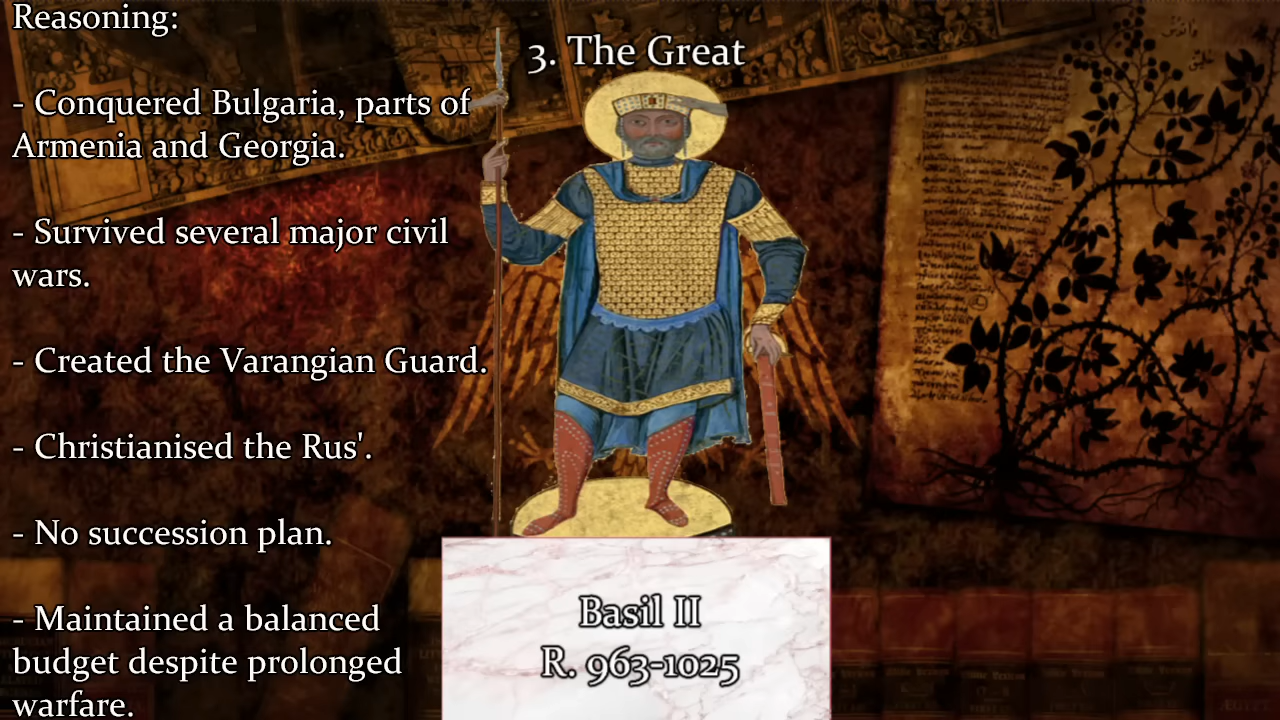 Reasoning:
- Conquered Bulgaria, parts of
Armenia and Georgia.
- Survived several major civil
wars.
- Created the Varangian Guard.
- Christianised the Rus'.
- No succession plan.
- Maintained a balanced
budget despite prolonged
warfare.
3. The Great
Basil II
R. 963-1025